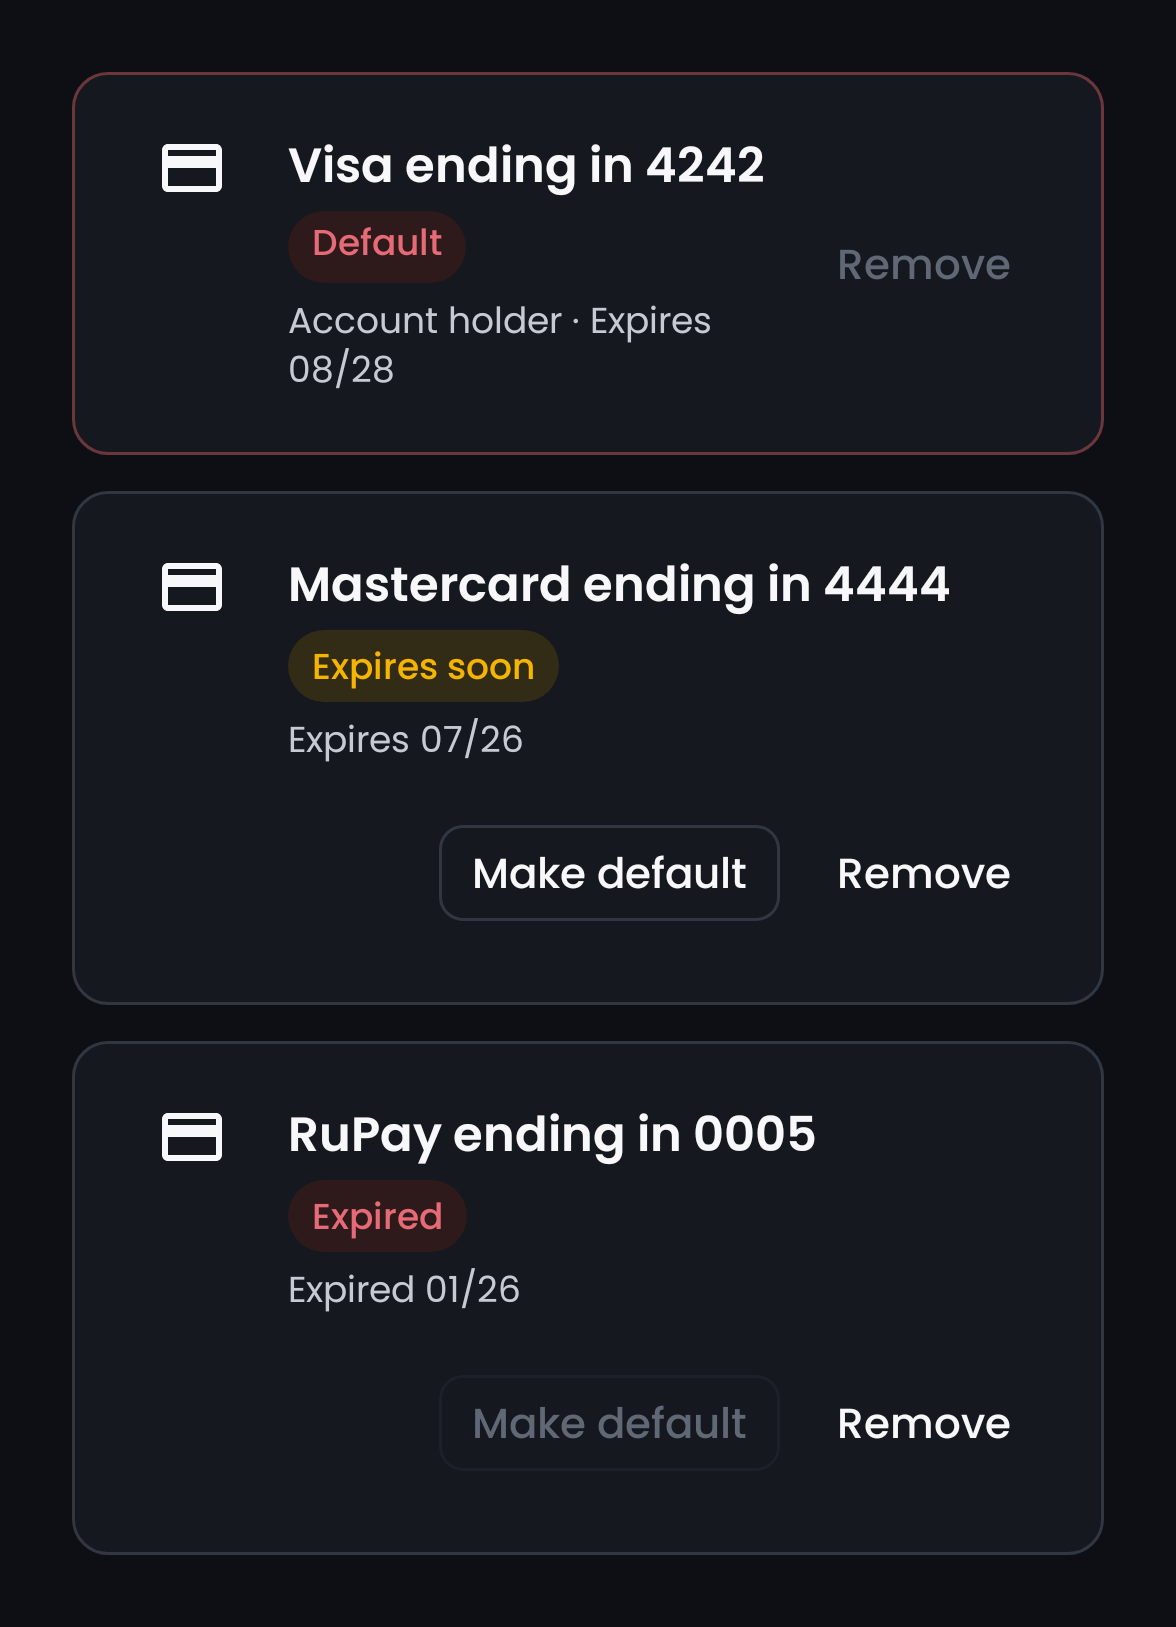 Visa ending in 4242
Default
Remove
Account holder · Expires
08/28
Mastercard ending in 4444
Expires soon
Expires 07/26
Make default Remove
RuPay ending in 0005
Expired
Expired 01/26
Make default Remove